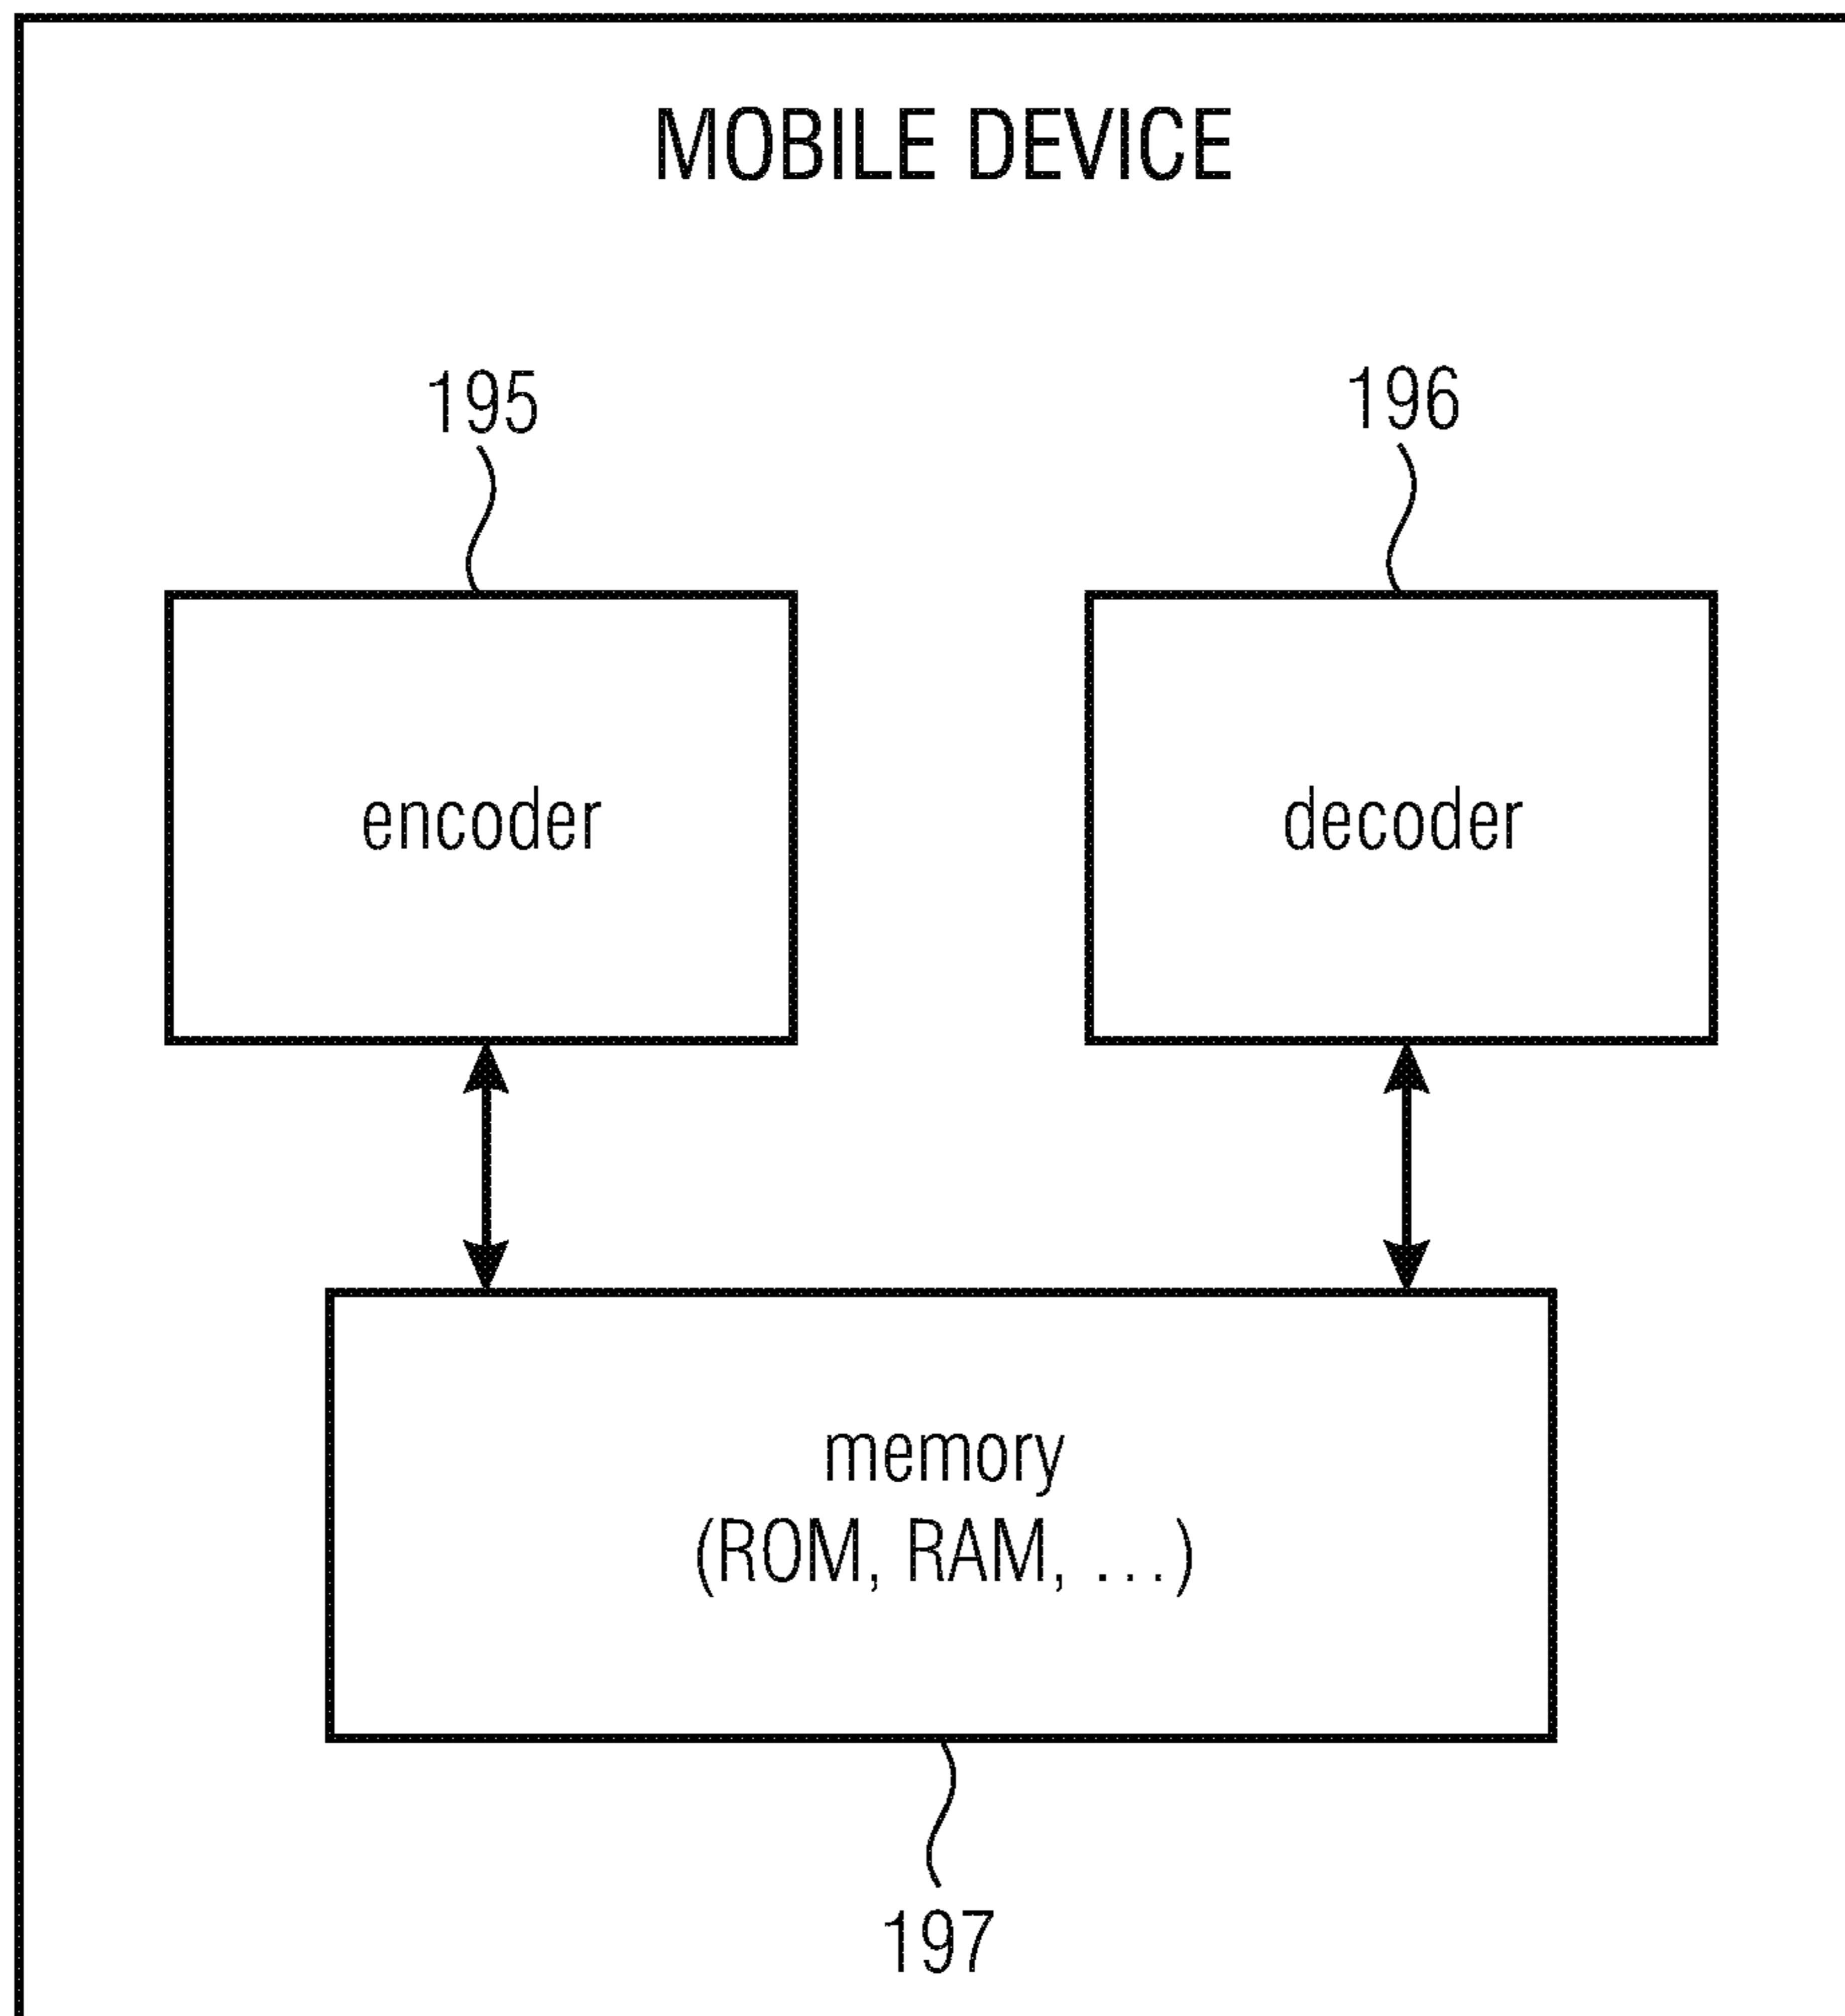 MOBILE DEVICE
195
196
encoder
decoder
memory
(ROM, RAM, ...)
197